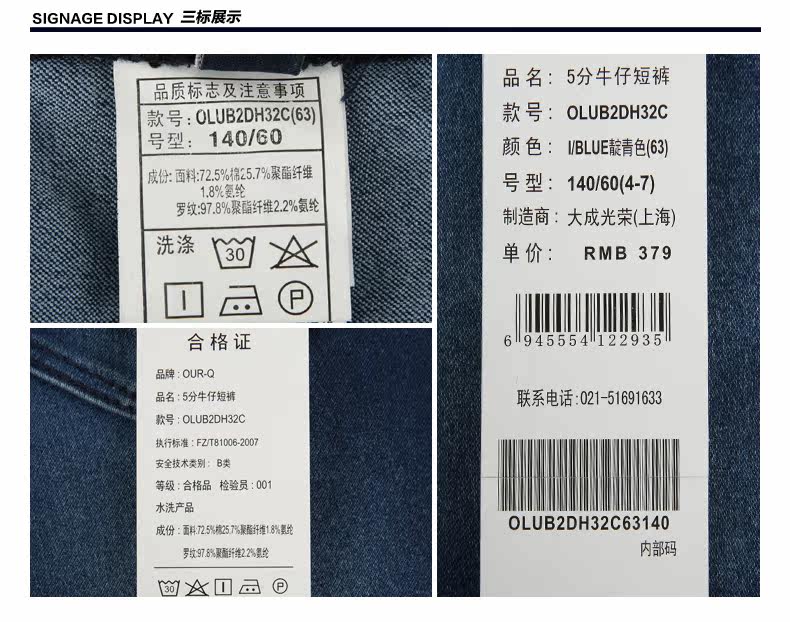 SIGNAGE DISPLAY 三标展示
品质标志及注意事项
款号: OLUB2DH32C(63)
号型: 140/60
成份: 面料:72.5%棉25.7%聚酯纤维
1.8%氨纶
罗纹:97.8%聚酯纤维2.2%氨纶
洗涤
30
P
合格证
品牌: OUR-Q
品名: 5分牛仔短裤
款号: OLUB2DH32C
执行标准: FZ/T81006-2007
安全技术类别: B类
等级: 合格品 检验员: 001
水洗产品
成份: 面料:72.5%棉25.7%聚酯纤维1.8%氨纶
罗纹:97.8%聚酯纤维2.2%氨纶
30
P
品名: 5分牛仔短裤
款号: OLUB2DH32C
颜色: I/BLUE靛青色(63)
号型: 140/60(4-7)
制造商: 大成光荣(上海)
单价: RMB 379
6 945554 122935
联系电话:021-51691633
OLUB2DH32C63140
内部码